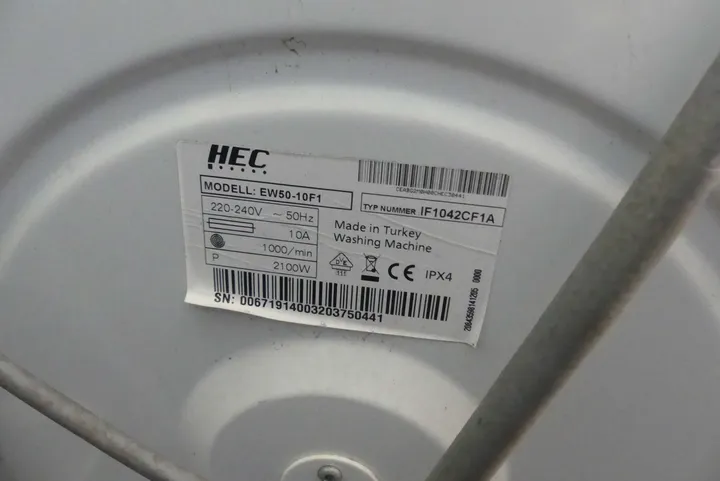 HEC
MODELL: EW50-10F1
TYP NUMMER IF1042CF1A
220-240V ~ 50Hz
10A
1000/min
P 2100W
Made in Turkey
Washing Machine
IPX4
SN: 00671914003203750441